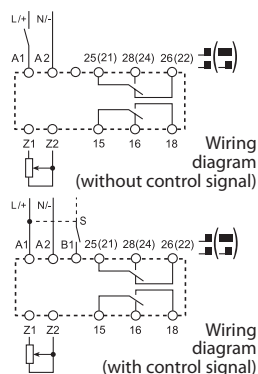 L/+ N/-
A1 A2 25(21) 28(24) 26(22)
Z1 Z2 15 16 18
Wiring
diagram
(without control signal)
L/+ N/-
S
A1 A2 B1 25(21) 28(24) 26(22)
Z1 Z2 15 16 18
Wiring
diagram
(with control signal)